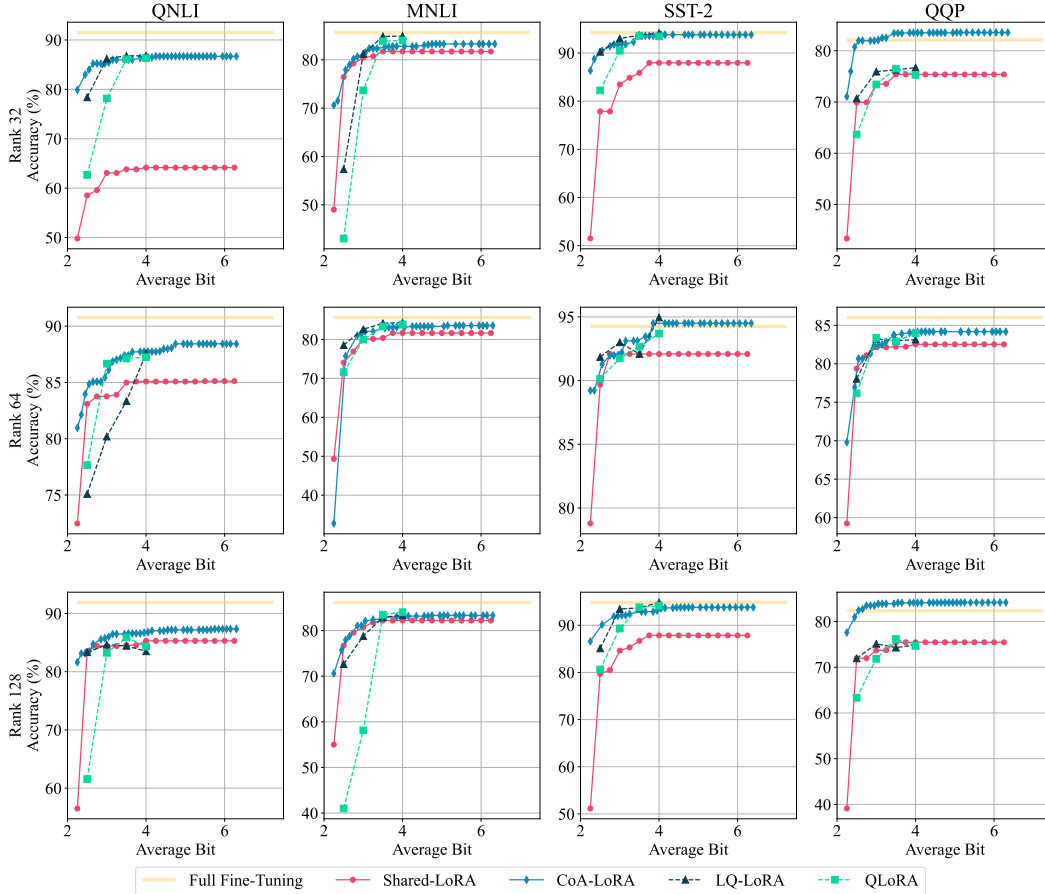 QNLI MNLI SST-2 QQP
Rank 32
Accuracy (%)
90 80 70 60 50
80 70 60 50
90 80 70 60 50
80 70 60 50
2 4 6 2 4 6 2 4 6 2 4 6
Average Bit Average Bit Average Bit Average Bit
Rank 64
Accuracy (%)
90 85 80 75
80 70 60 50 40
95 90 85 80
85 80 75 70 65 60
2 4 6 2 4 6 2 4 6 2 4 6
Average Bit Average Bit Average Bit Average Bit
Rank 128
Accuracy (%)
90 80 70 60
80 70 60 50 40
90 80 70 60 50
80 70 60 50 40
2 4 6 2 4 6 2 4 6 2 4 6
Average Bit Average Bit Average Bit Average Bit
Full Fine-Tuning Shared-LoRA CoA-LoRA LQ-LoRA QLoRA